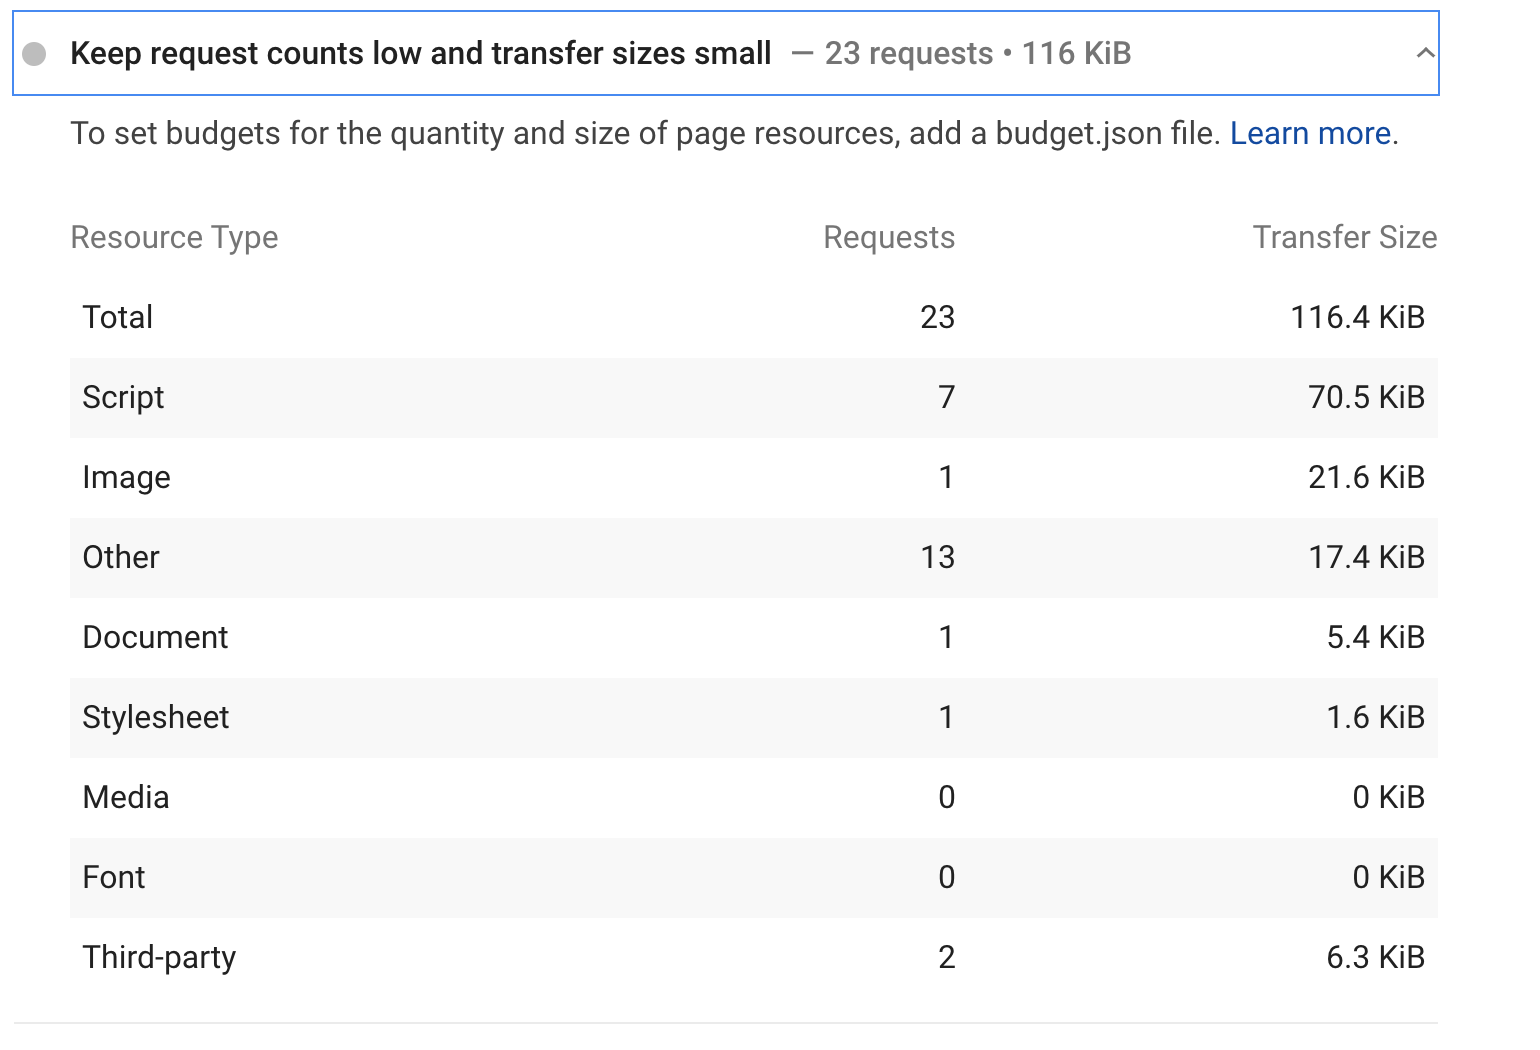 Keep request counts low and transfer sizes small — 23 requests • 116 KiB
To set budgets for the quantity and size of page resources, add a budget.json file. Learn more.
Resource Type Requests Transfer Size
Total 23 116.4 KiB
Script 7 70.5 KiB
Image 1 21.6 KiB
Other 13 17.4 KiB
Document 1 5.4 KiB
Stylesheet 1 1.6 KiB
Media 0 0 KiB
Font 0 0 KiB
Third-party 2 6.3 KiB